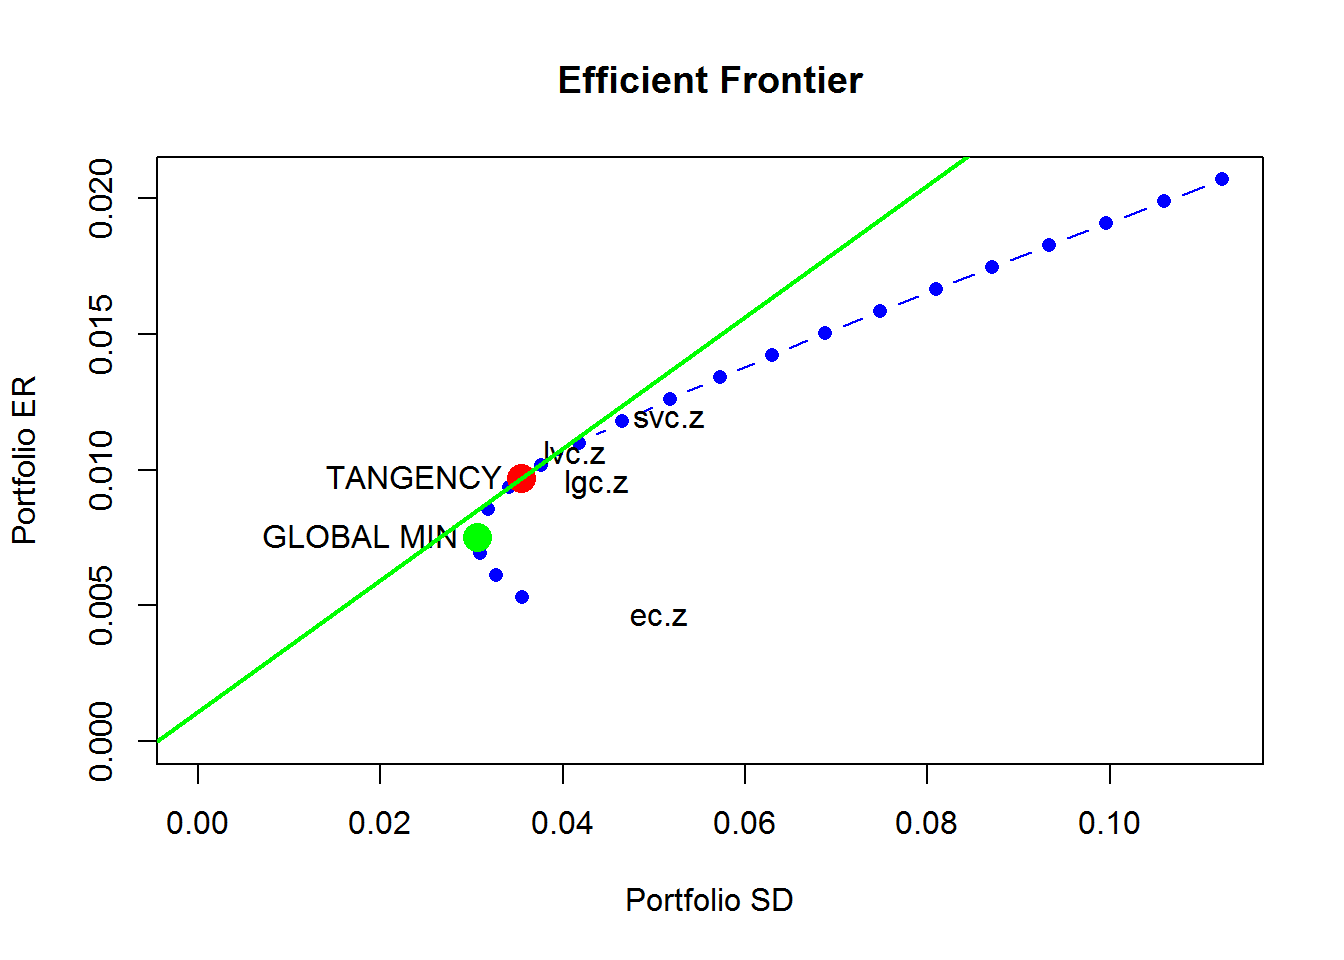 Efficient Frontier
Portfolio ER
0.020
0.015
0.010
0.005
0.000
svc.z
lvc.z
TANGENCY
lgc.z
GLOBAL MIN
ec.z
0.00 0.02 0.04 0.06 0.08 0.10
Portfolio SD